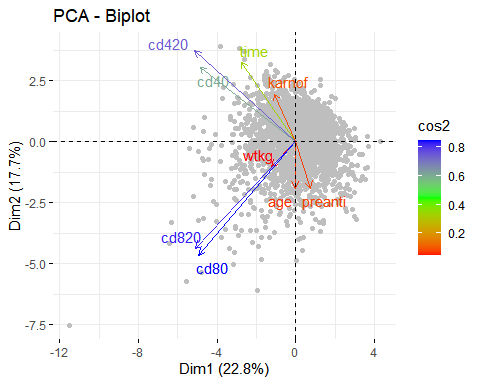 PCA - Biplot
cd420
time
cd40
karnof
wtkg
age
preanti
cd820
cd80
2.5
0.0
-2.5
-5.0
-7.5
Dim2 (17.7%)
-12
-8
-4
0
4
Dim1 (22.8%)
cos2
0.8
0.6
0.4
0.2